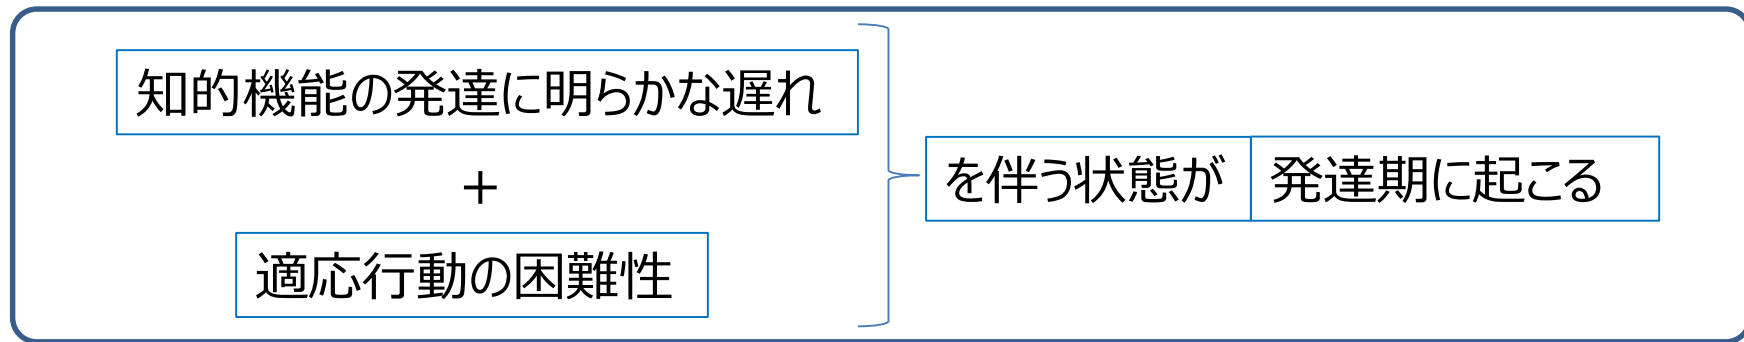 知的機能の発達に明らかな遅れ
+
適応行動の困難性
を伴う状態が
発達期に起こる